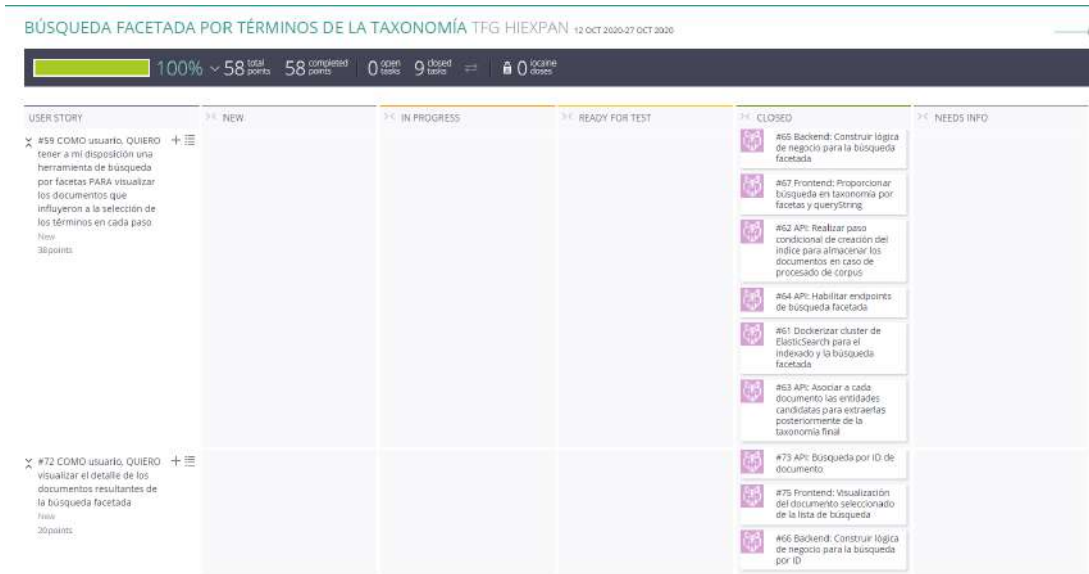 BÚSQUEDA FACETADA POR TÉRMINOS DE LA TAXONOMÍA TFG HIEXPAN 12 OCT 2020-27 OCT 2020
100% 58 total points 58 completed points 0 open tasks 9 closed tasks 0 iocaine doses
USER STORY NEW IN PROGRESS READY FOR TEST CLOSED NEEDS INFO
#59 COMO usuario, QUIERO
tener a mi disposición una
herramienta de búsqueda
por facetas PARA visualizar
los documentos que
influyeron a la selección de
los términos en cada paso
New
38 points
#65 Backend: Construir lógica
de negocio para la búsqueda
facetada
#67 Frontend: Proporcionar
búsqueda en taxonomía por
facetas y queryString
#62 API: Realizar paso
condicional de creación del
índice para almacenar los
documentos en caso de
procesado de corpus
#64 API: Habilitar endpoints
de búsqueda facetada
#61 Dockerizar cluster de
ElasticSearch para el
indexado y la búsqueda
facetada
#63 API: Asociar a cada
documento las entidades
candidatas para extraerlas
posteriormente de la
taxonomía final
#72 COMO usuario, QUIERO
visualizar el detalle de los
documentos resultantes de
la búsqueda facetada
New
20 points
#73 API: Búsqueda por ID de
documento
#75 Frontend: Visualización
del documento seleccionado
de la lista de búsqueda
#66 Backend: Construir lógica
de negocio para la búsqueda
por ID